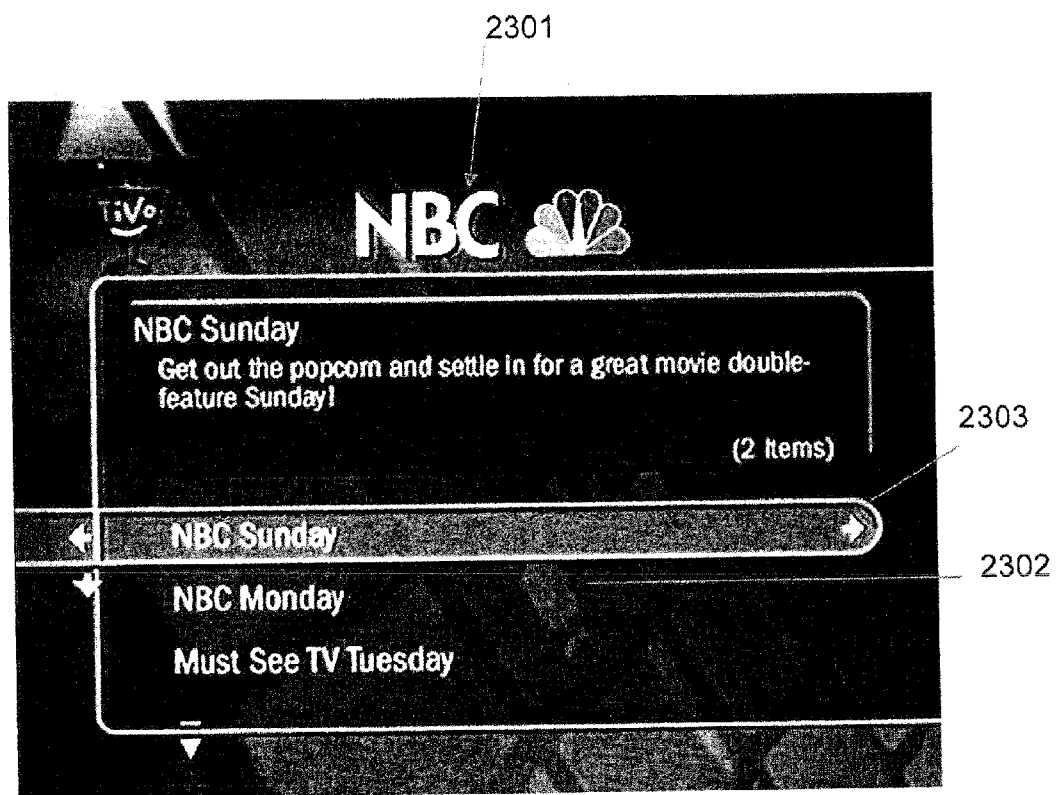 2301
TiVo
NBC
NBC Sunday
Get out the popcorn and settle in for a great movie double-
feature Sunday!
(2 Items)
2303
NBC Sunday
2302
NBC Monday
Must See TV Tuesday